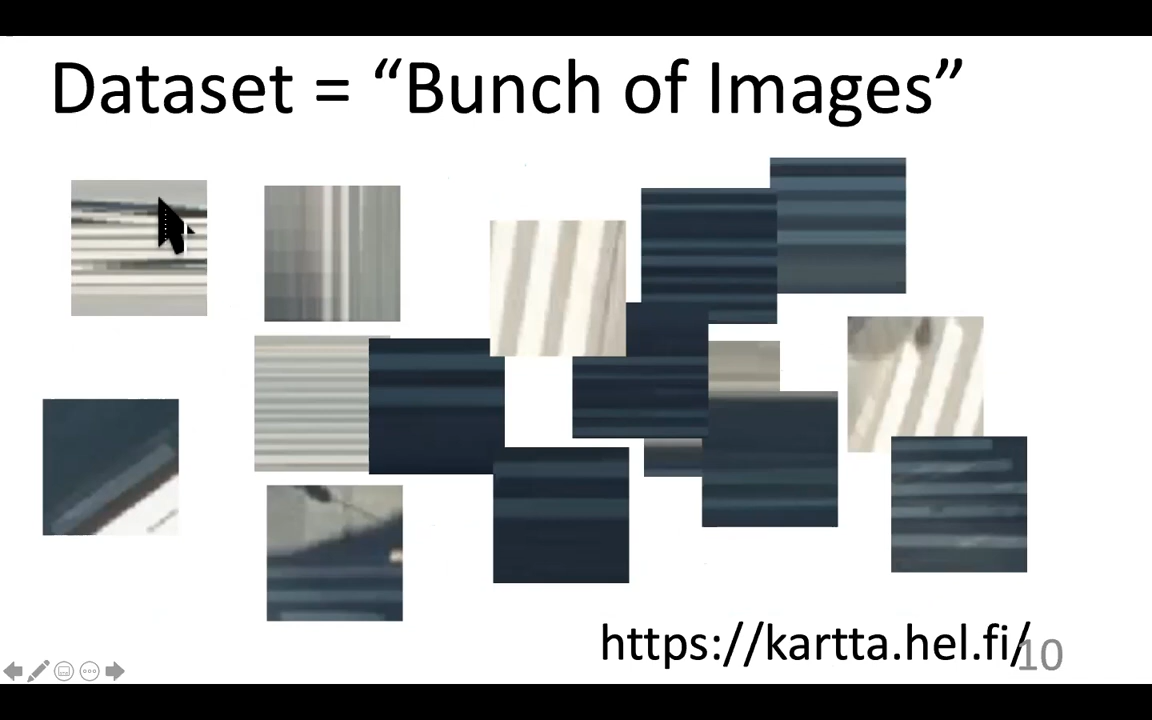 Dataset = “Bunch of Images”
https://kartta.hel.fi/
10